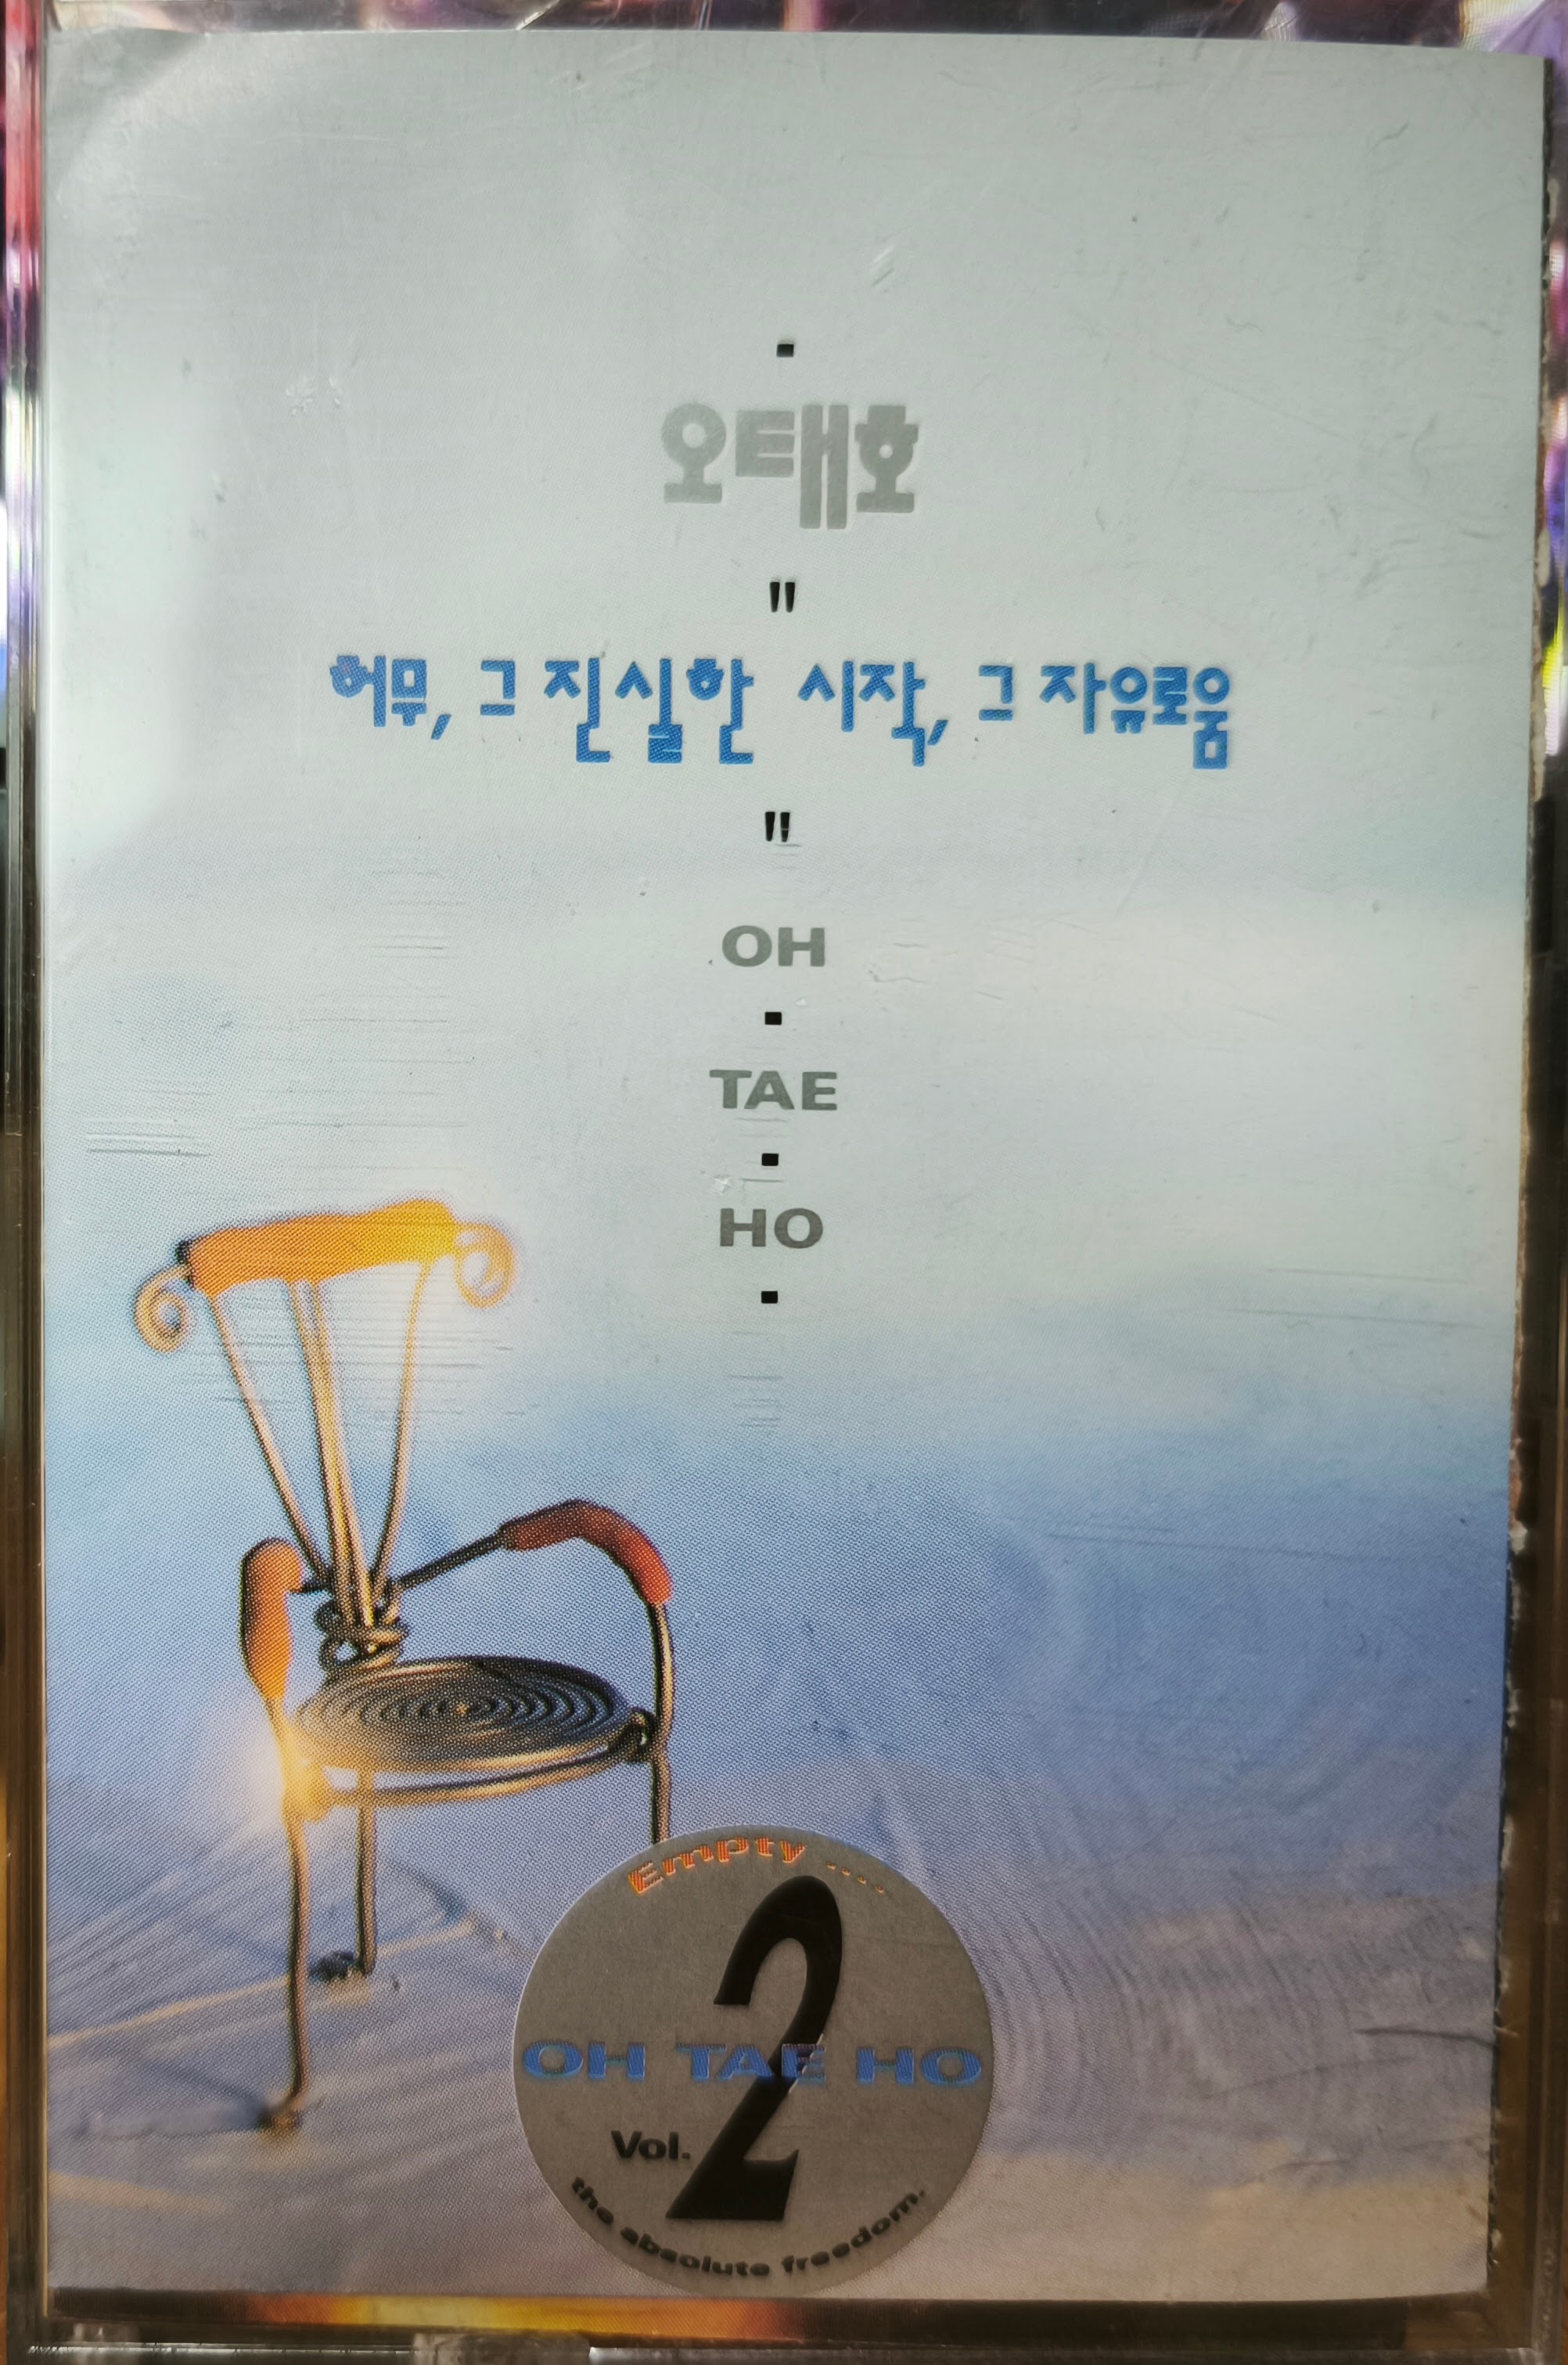 오태호
"
허무, 그 진실한 시작, 그 자유로움
"
OH
TAE
HO
Empty ....
2
OH TAE HO
Vol.
the absolute freedom.